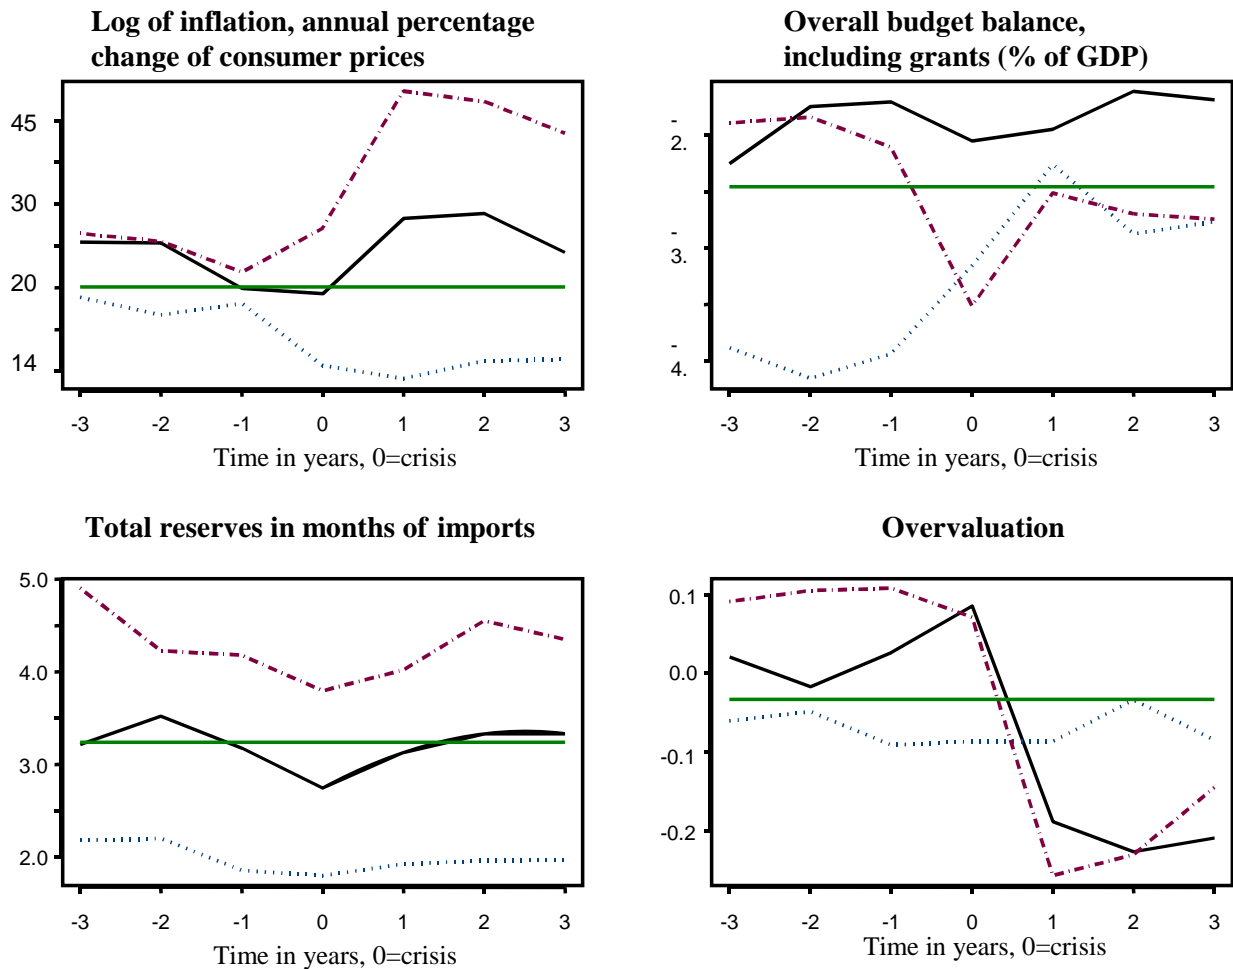 Log of inflation, annual percentage
change of consumer prices
45
30
20
14
-3 -2 -1 0 1 2 3
Time in years, 0=crisis
Overall budget balance,
including grants (% of GDP)
-
2.
-
3.
-
4.
-3 -2 -1 0 1 2 3
Time in years, 0=crisis
Total reserves in months of imports
5.0
4.0
3.0
2.0
-3 -2 -1 0 1 2 3
Time in years, 0=crisis
Overvaluation
0.1
0.0
-0.1
-0.2
-3 -2 -1 0 1 2 3
Time in years, 0=crisis